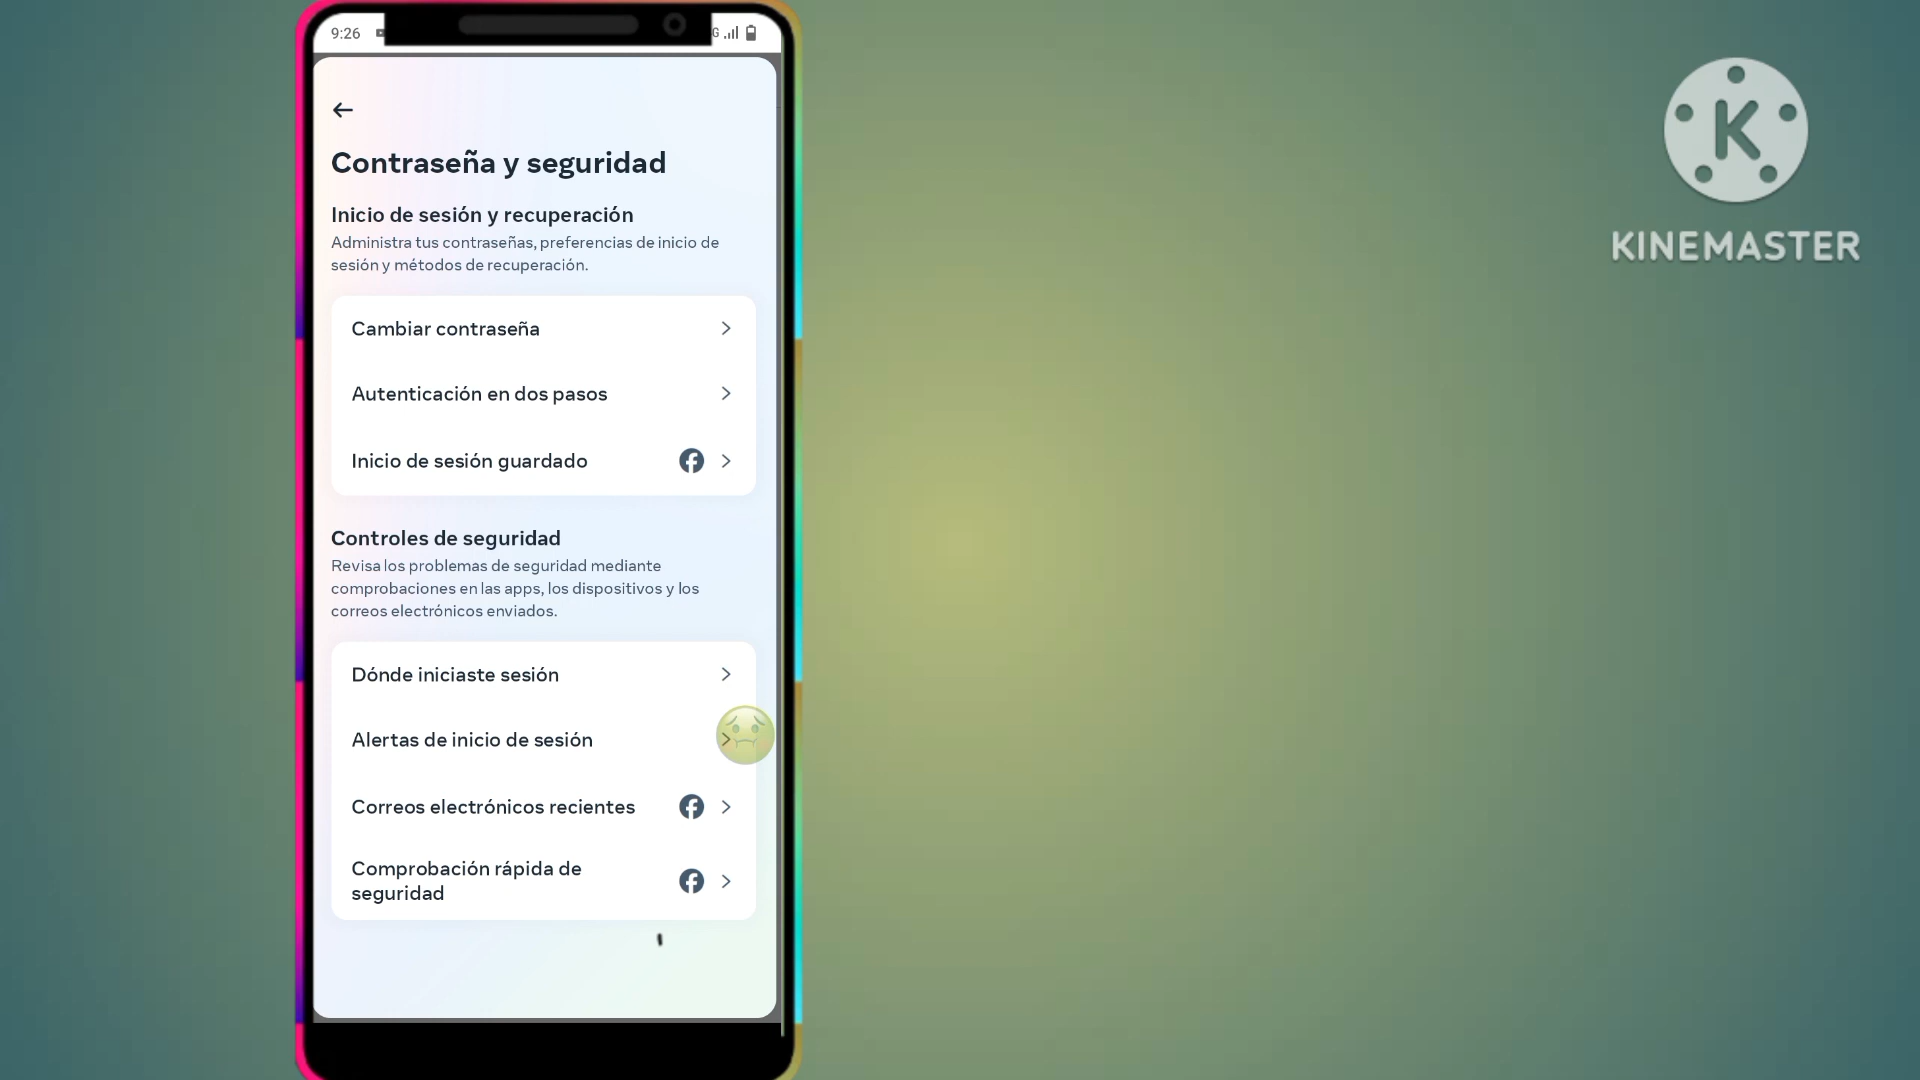 9:26
G
Contraseña y seguridad
Inicio de sesión y recuperación
Administra tus contraseñas, preferencias de inicio de
sesión y métodos de recuperación.
Cambiar contraseña
Autenticación en dos pasos
Inicio de sesión guardado
Controles de seguridad
Revisa los problemas de seguridad mediante
comprobaciones en las apps, los dispositivos y los
correos electrónicos enviados.
Dónde iniciaste sesión
Alertas de inicio de sesión
Correos electrónicos recientes
Comprobación rápida de
seguridad
K
KINEMASTER